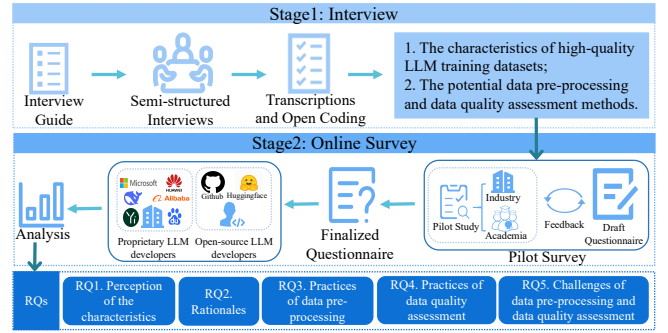 Stage1: Interview
Interview
Guide
Semi-structured
Interviews
Transcriptions
and Open Coding
1. The characteristics of high-quality
LLM training datasets;
2. The potential data pre-processing
and data quality assessment methods.
Stage2: Online Survey
Analysis
Microsoft
HUAWEI
Alibaba
Proprietary LLM
developers
Github
Huggingface
Open-source LLM
developers
Finalized
Questionnaire
Pilot Study
Industry
Academia
Feedback
Draft
Questionnaire
Pilot Survey
RQs
RQ1. Perception
of the
characteristics
RQ2.
Rationales
RQ3. Practices
of data pre-
processing
RQ4. Practices of
data quality
assessment
RQ5. Challenges of
data pre-processing and
data quality assessment